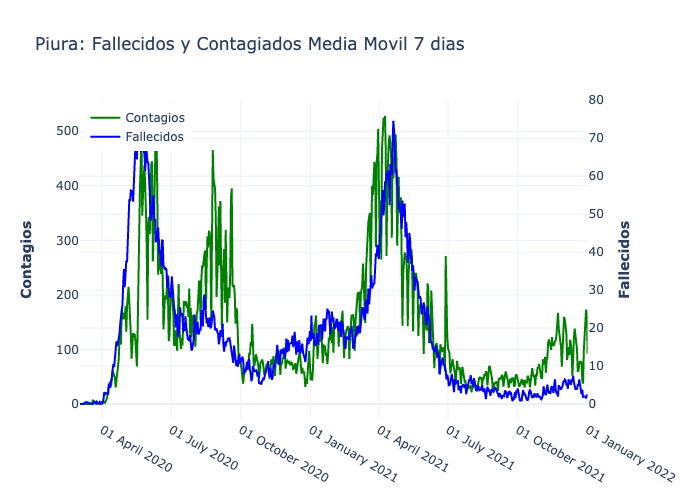 Piura: Fallecidos y Contagiados Media Movil 7 dias
Contagios
Fallecidos
Contagios
500
400
300
200
100
0
80
70
60
50
40
30
20
10
0
Fallecidos
01 April 2020
01 July 2020
01 October 2020
01 January 2021
01 April 2021
01 July 2021
01 October 2021
01 January 2022